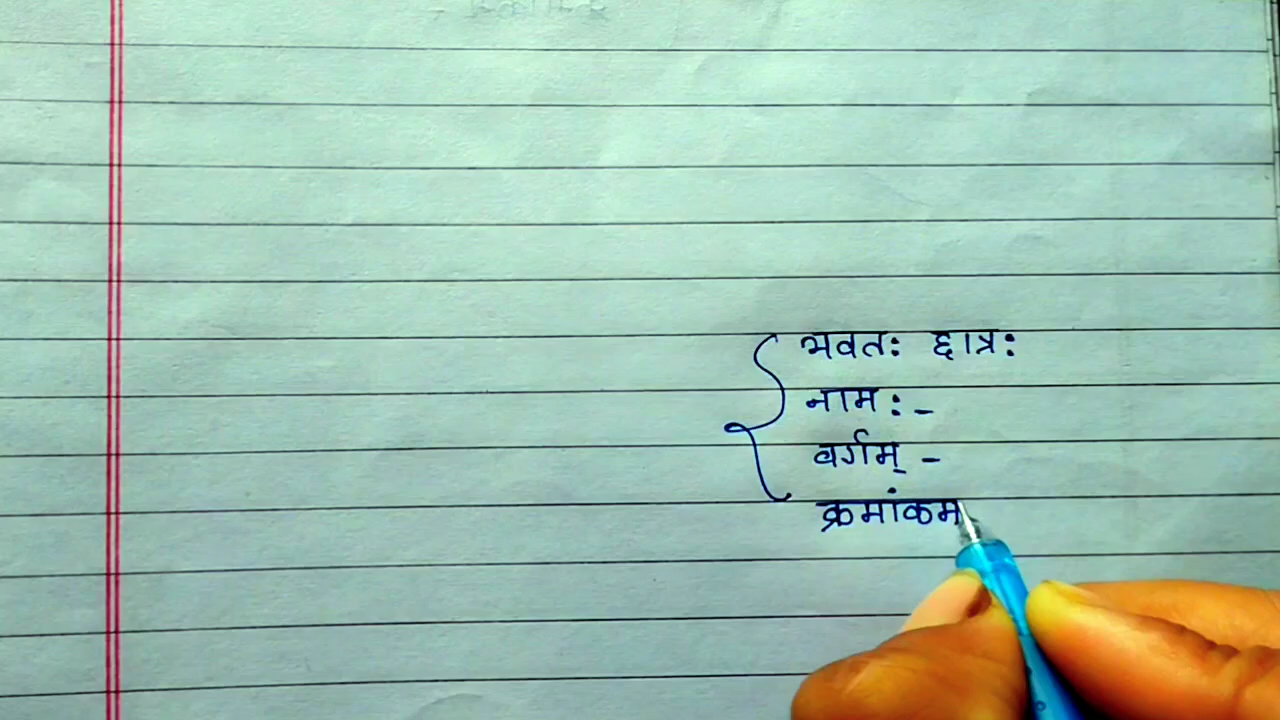 भवतः छात्रः
नाम :-
वर्गम् -
क्रमांकम